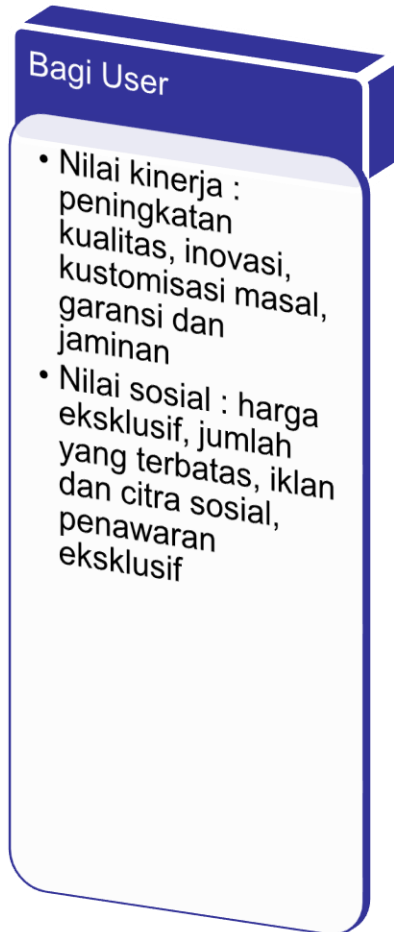 Bagi User
• Nilai kinerja :
peningkatan
kualitas, inovasi,
kustomisasi masal,
garansi dan
jaminan
• Nilai sosial : harga
eksklusif, jumlah
yang terbatas, iklan
dan citra sosial,
penawaran
eksklusif